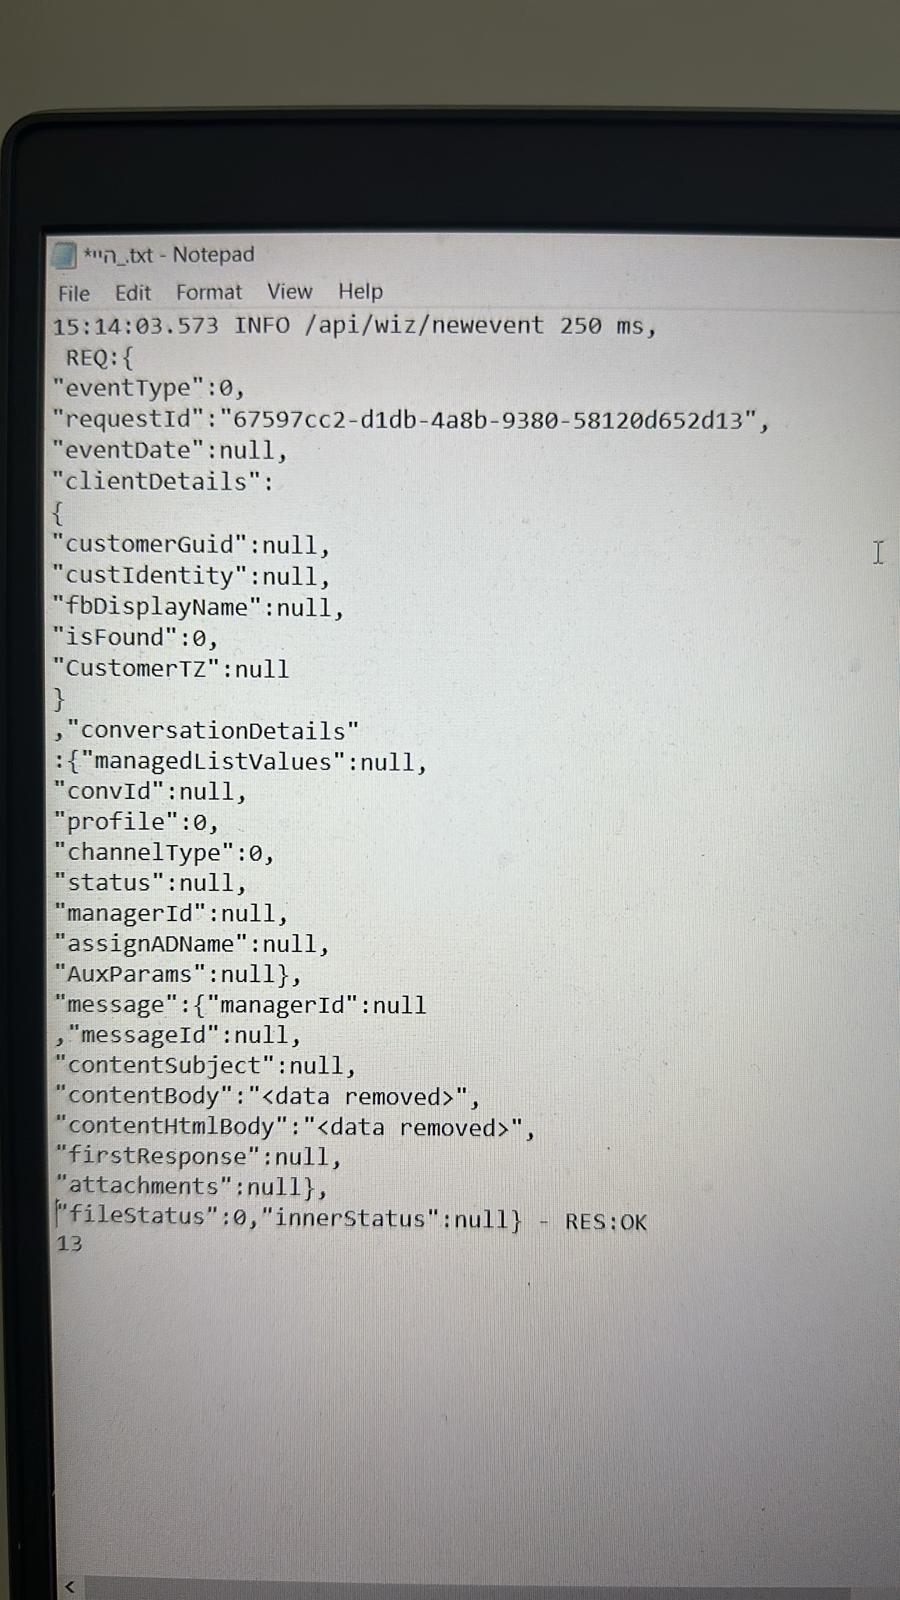 *היי_.txt - Notepad
File Edit Format View Help
15:14:03.573 INFO /api/wiz/newevent 250 ms,
REQ:{
"eventType":0,
"requestId":"67597cc2-d1db-4a8b-9380-58120d652d13",
"eventDate":null,
"clientDetails":
{
"customerGuid":null,
"custIdentity":null,
"fbDisplayName":null,
"isFound":0,
"CustomerTZ":null
}
,"conversationDetails"
:{"managedListValues":null,
"convId":null,
"profile":0,
"channelType":0,
"status":null,
"managerId":null,
"assignADName":null,
"AuxParams":null},
"message":{"managerId":null
,"messageId":null,
"contentSubject":null,
"contentBody":"<data removed>",
"contentHtmlBody":"<data removed>",
"firstResponse":null,
"attachments":null},
"fileStatus":0,"innerStatus":null} - RES:OK
13